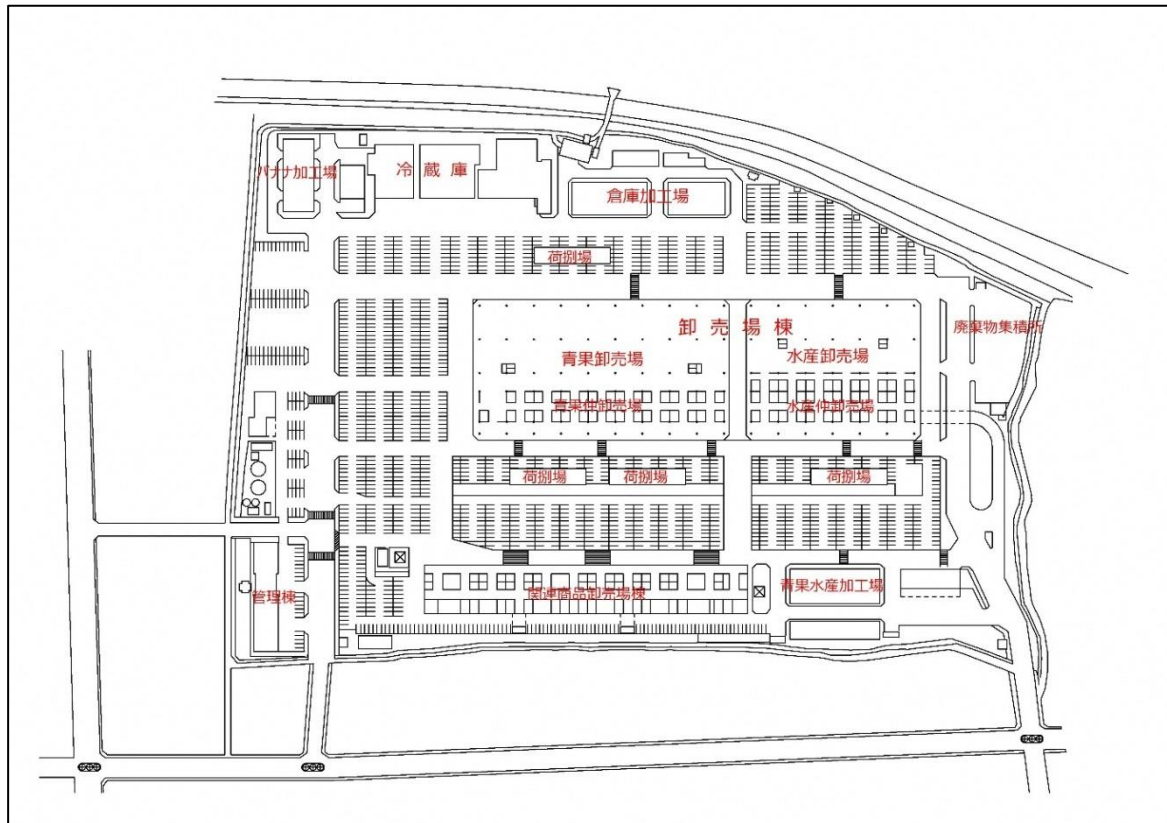 バナナ加工場
冷蔵庫
倉庫加工場
荷捌場
卸売場棟
廃棄物集積所
青果卸売場
水産卸売場
青果仲卸売場
水産仲卸売場
荷捌場
荷捌場
荷捌場
管理棟
関連商品卸売場棟
青果水産加工場